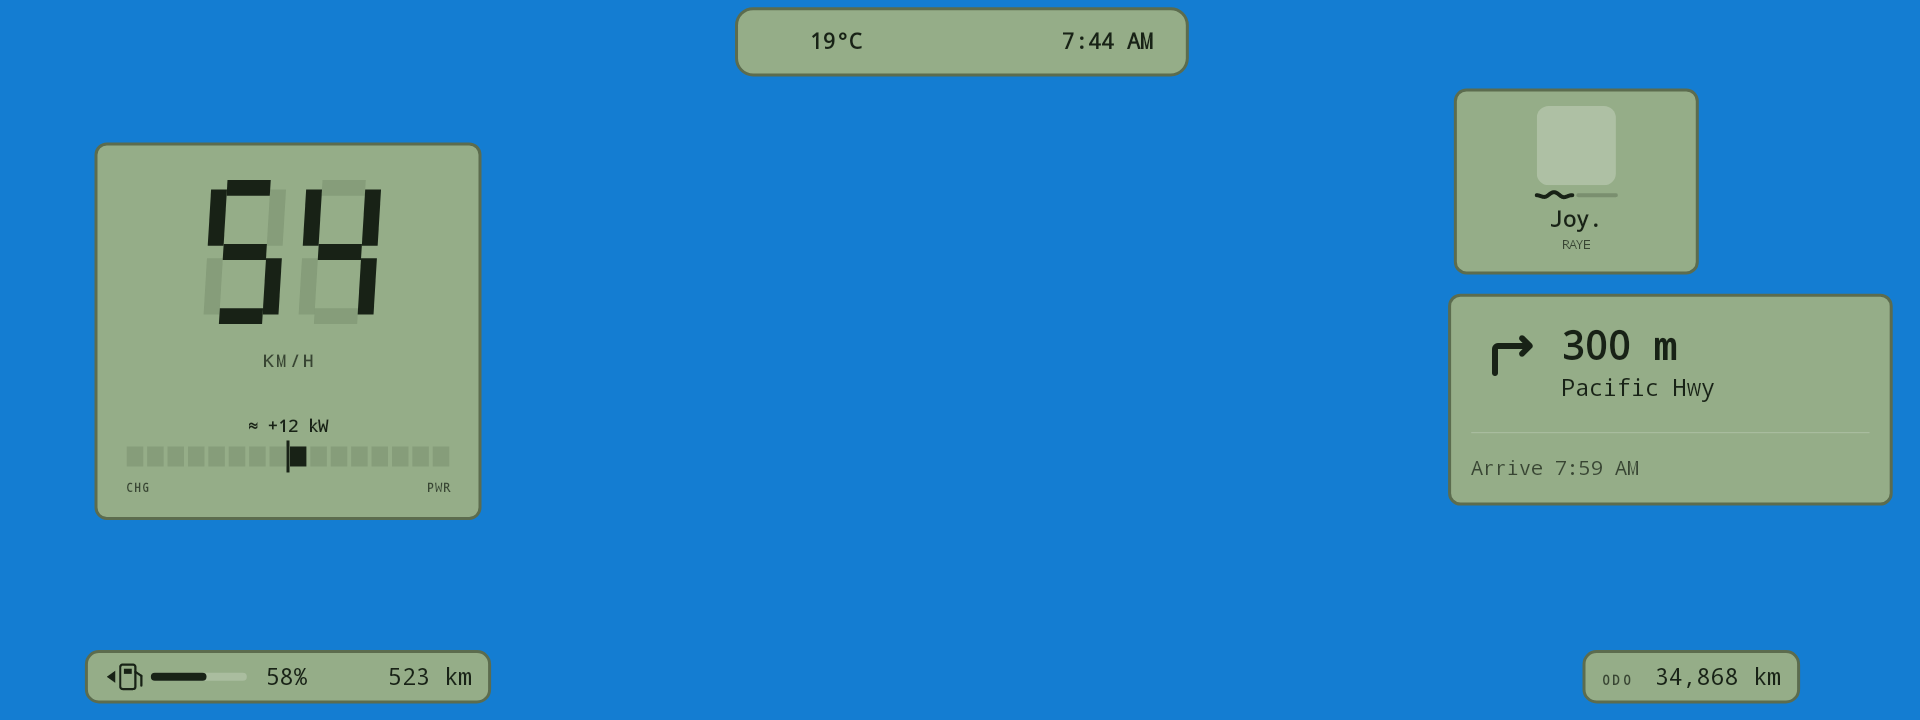 19°C 7:44 AM
54
KM/H
≈ +12 kW
CHG PWR
Joy.
RAYE
300 m
Pacific Hwy
Arrive 7:59 AM
58% 523 km
ODO 34,868 km